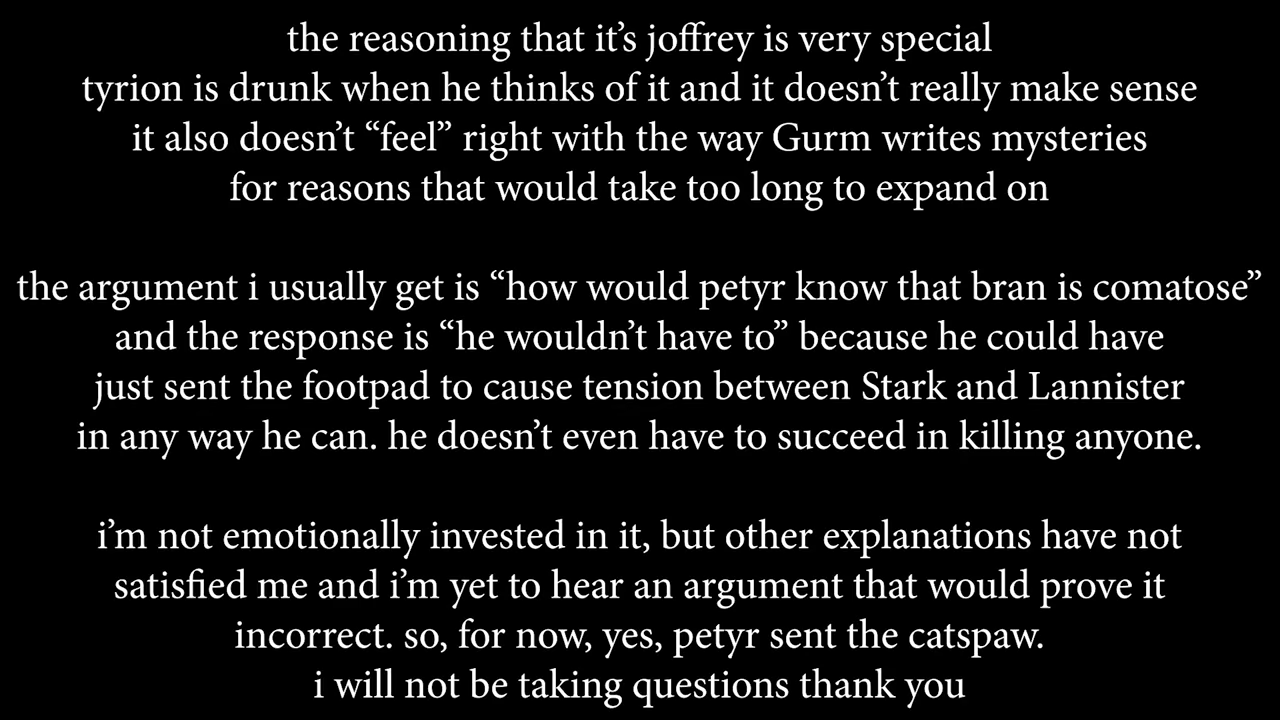 the reasoning that it’s joffrey is very special
tyrion is drunk when he thinks of it and it doesn’t really make sense
it also doesn’t “feel” right with the way Gurm writes mysteries
for reasons that would take too long to expand on
the argument i usually get is “how would petyr know that bran is comatose”
and the response is “he wouldn’t have to” because he could have
just sent the footpad to cause tension between Stark and Lannister
in any way he can. he doesn’t even have to succeed in killing anyone.
i’m not emotionally invested in it, but other explanations have not
satisfied me and i’m yet to hear an argument that would prove it
incorrect. so, for now, yes, petyr sent the catspaw.
i will not be taking questions thank you